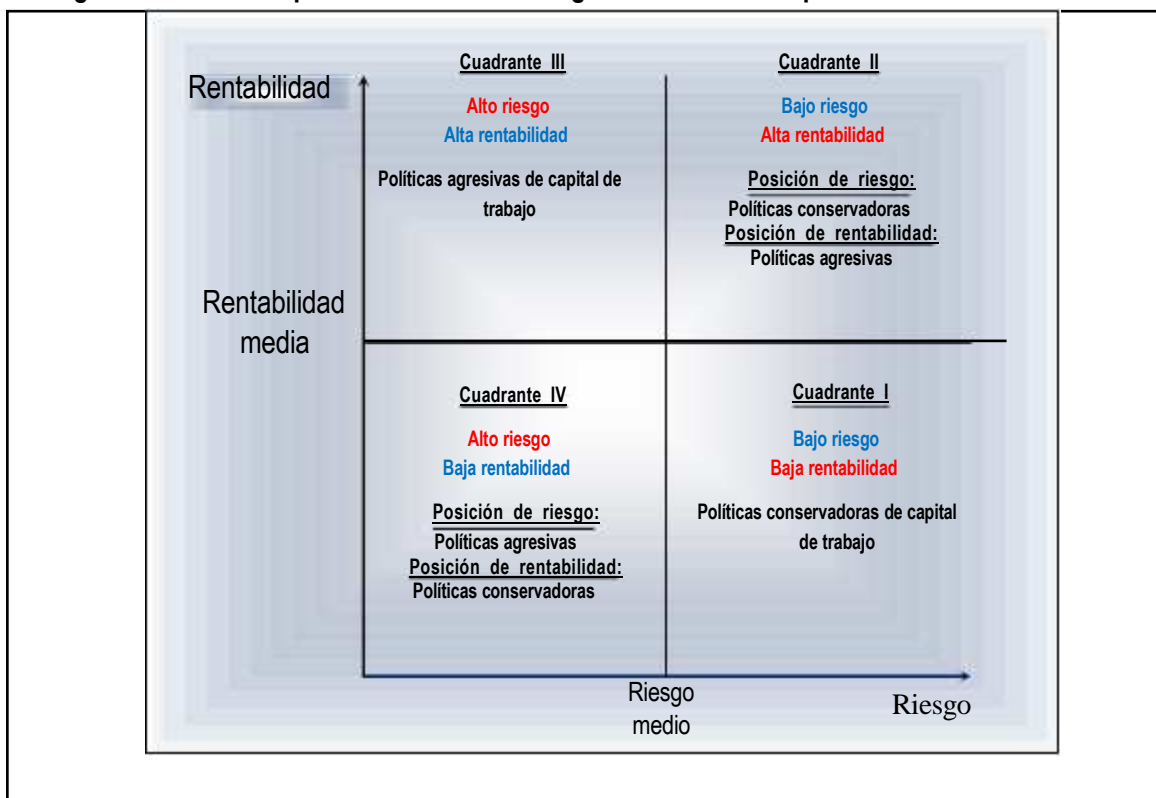 Cuadrante III
Cuadrante II
Rentabilidad
Alto riesgo
Alta rentabilidad
Bajo riesgo
Alta rentabilidad
Políticas agresivas de capital de
trabajo
Posición de riesgo:
Políticas conservadoras
Posición de rentabilidad:
Políticas agresivas
Rentabilidad
media
Cuadrante IV
Alto riesgo
Baja rentabilidad
Posición de riesgo:
Políticas agresivas
Posición de rentabilidad:
Políticas conservadoras
Cuadrante I
Bajo riesgo
Baja rentabilidad
Políticas conservadoras de capital
de trabajo
Riesgo
medio
Riesgo